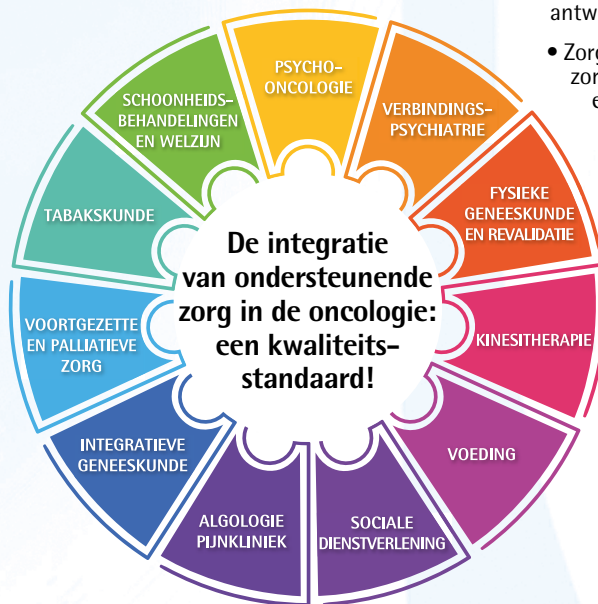 antw
• Zorg
zor
e
PSYCHO-
ONCOLOGIE
VERBINDINGS-
PSYCHIATRIE
FYSIEKE
GENEESKUNDE
EN REVALIDATIE
KINESITHERAPIE
VOEDING
SOCIALE
DIENSTVERLENING
ALGOLOGIE
PIJNKLINIEK
INTEGRATIEVE
GENEESKUNDE
VOORTGEZETTE
EN PALLIATIEVE
ZORG
TABAKSKUNDE
SCHOONHEIDS-
BEHANDELINGEN
EN WELZIJN
De integratie
van ondersteunende
zorg in de oncologie:
een kwaliteits-
standaard!